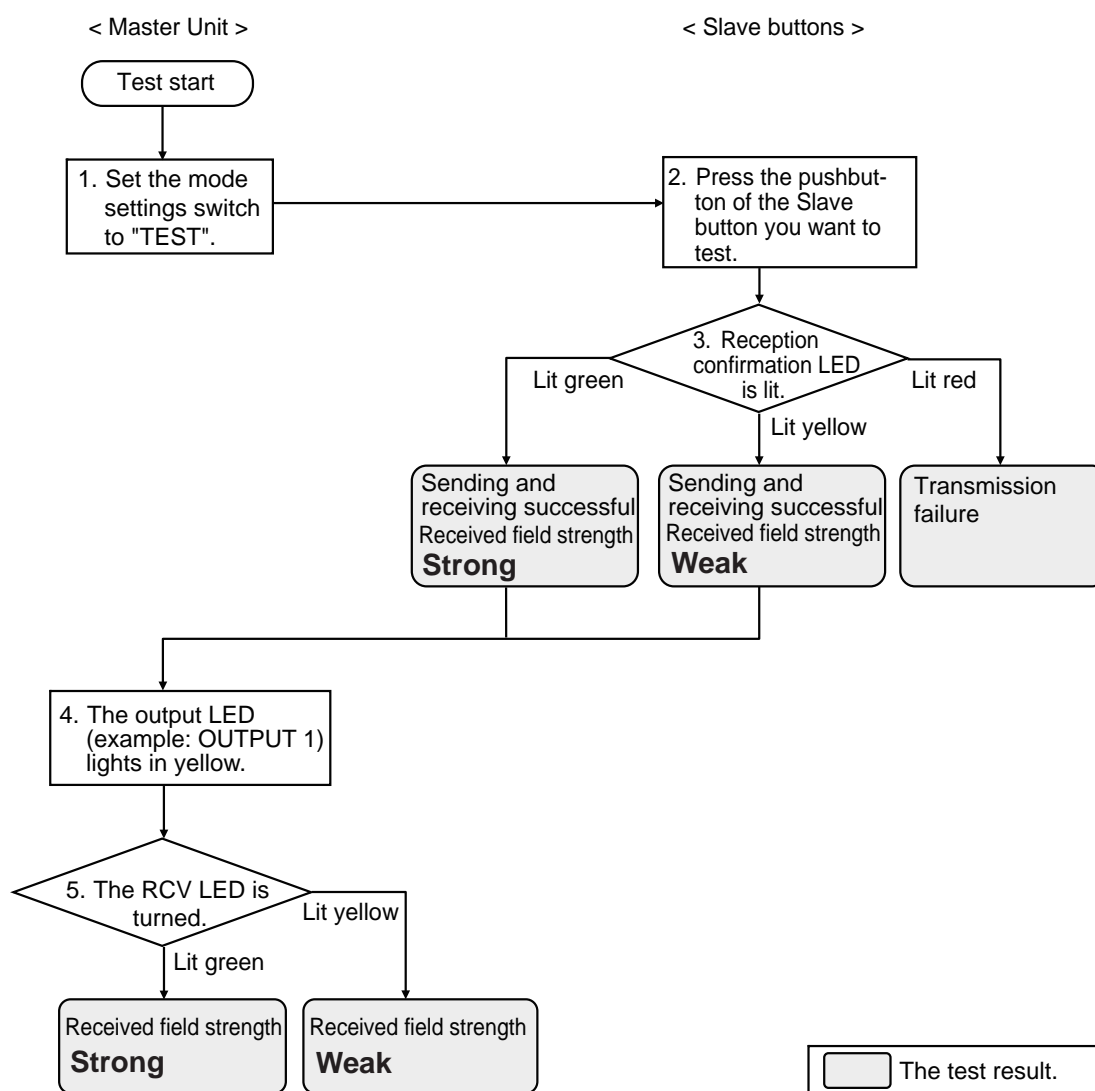 < Master Unit >
< Slave buttons >
Test start
1. Set the mode
settings switch
to "TEST".
2. Press the pushbut-
ton of the Slave
button you want to
test.
3. Reception
confirmation LED
is lit.
Lit green
Lit red
Lit yellow
Sending and
receiving successful
Received field strength
Strong
Sending and
receiving successful
Received field strength
Weak
Transmission
failure
4. The output LED
(example: OUTPUT 1)
lights in yellow.
5. The RCV LED is
turned.
Lit yellow
Lit green
Received field strength
Strong
Received field strength
Weak
The test result.